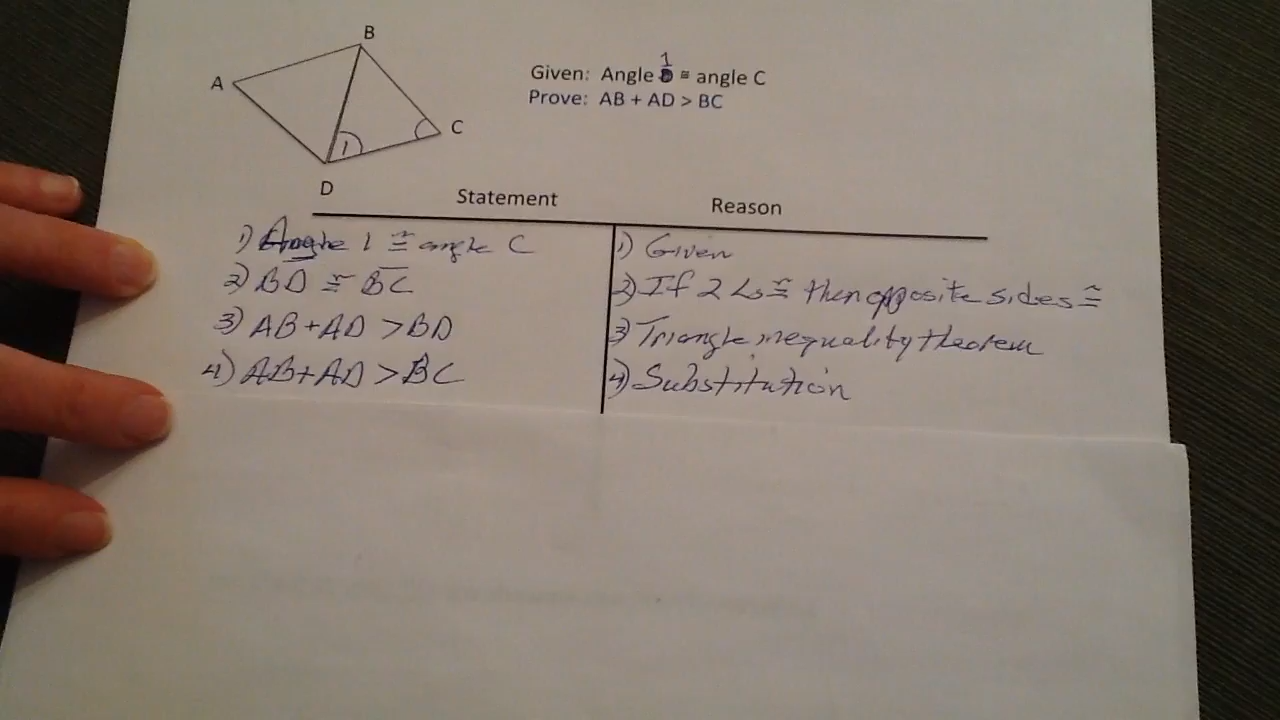 B
A
C
1
D
Given: Angle 1 ≅ angle C
Prove: AB + AD > BC
Statement
Reason
1) Angle 1 ≅ angle C
1) Given
2) BD ≅ BC
2) If 2 ∠s ≅ then opposite sides ≅
3) AB + AD > BD
3) Triangle inequality theorem
4) AB + AD > BC
4) Substitution